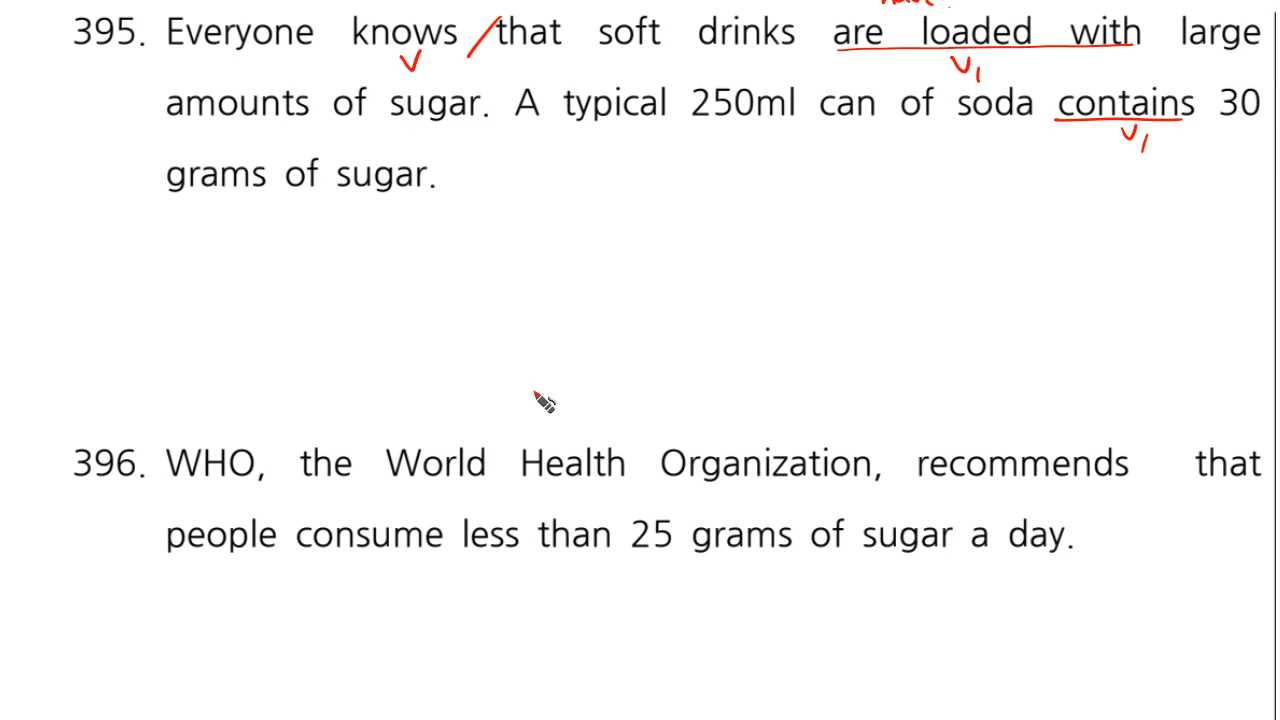 395. Everyone knows that soft drinks are loaded with large
V
V1
amounts of sugar. A typical 250ml can of soda contains 30
V1
grams of sugar.
396. WHO, the World Health Organization, recommends that
people consume less than 25 grams of sugar a day.